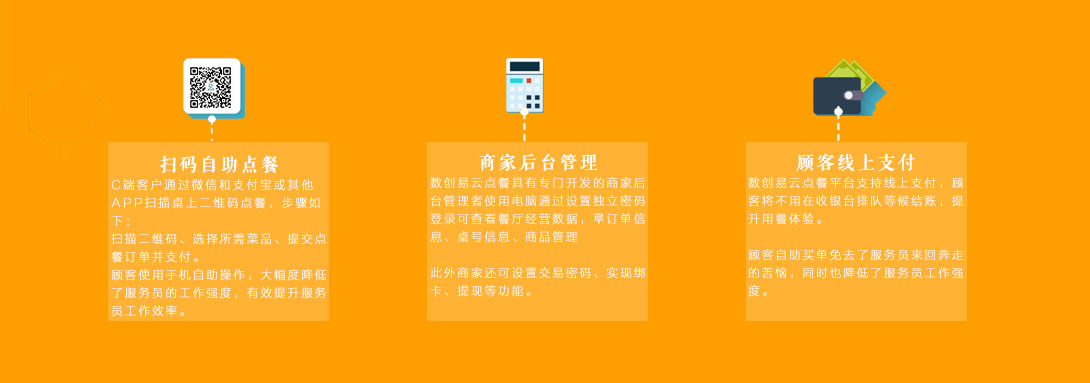 扫码自助点餐
C端客户通过微信和支付宝或其他
APP扫描桌上二维码点餐，步骤如
下：
扫描二维码、选择所需菜品、提交点
餐订单并支付。
顾客使用手机自助操作，大幅度降低
了服务员的工作强度，有效提升服务
员工作效率。
商家后台管理
数创易云点餐具有专门开发的商家后
台管理者使用电脑通过设置独立密码
登录可查看餐厅经营数据，早订单信
息、桌号信息、商品管理
此外商家还可设置交易密码、实现绑
卡、提现等功能。
顾客线上支付
数创易云点餐平台支持线上支付，顾
客将不用在收银台排队等候结账，提
升用餐体验。
顾客自助买单免去了服务员来回奔走
的苦恼，同时也降低了服务员工作强
度。